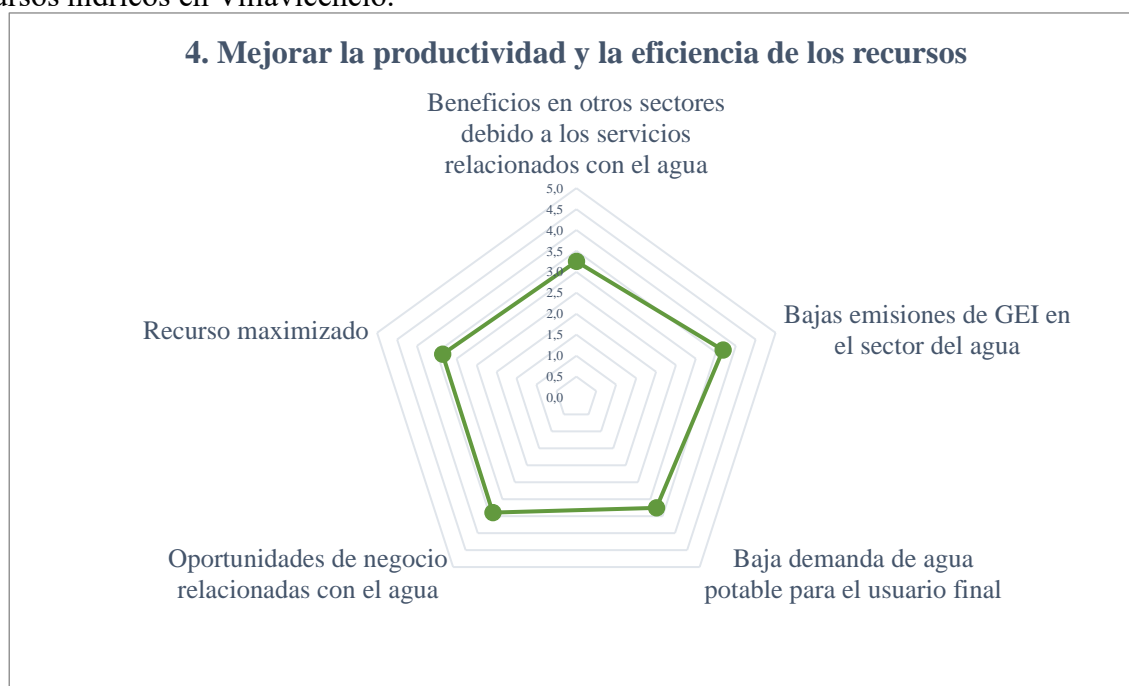 4. Mejorar la productividad y la eficiencia de los recursos
Beneficios en otros sectores
debido a los servicios
relacionados con el agua
5,0
4,5
4,0
3,5
3,0
2,5
2,0
1,5
1,0
0,5
0,0
Bajas emisiones de GEI en
el sector del agua
Baja demanda de agua
potable para el usuario final
Oportunidades de negocio
relacionadas con el agua
Recurso maximizado